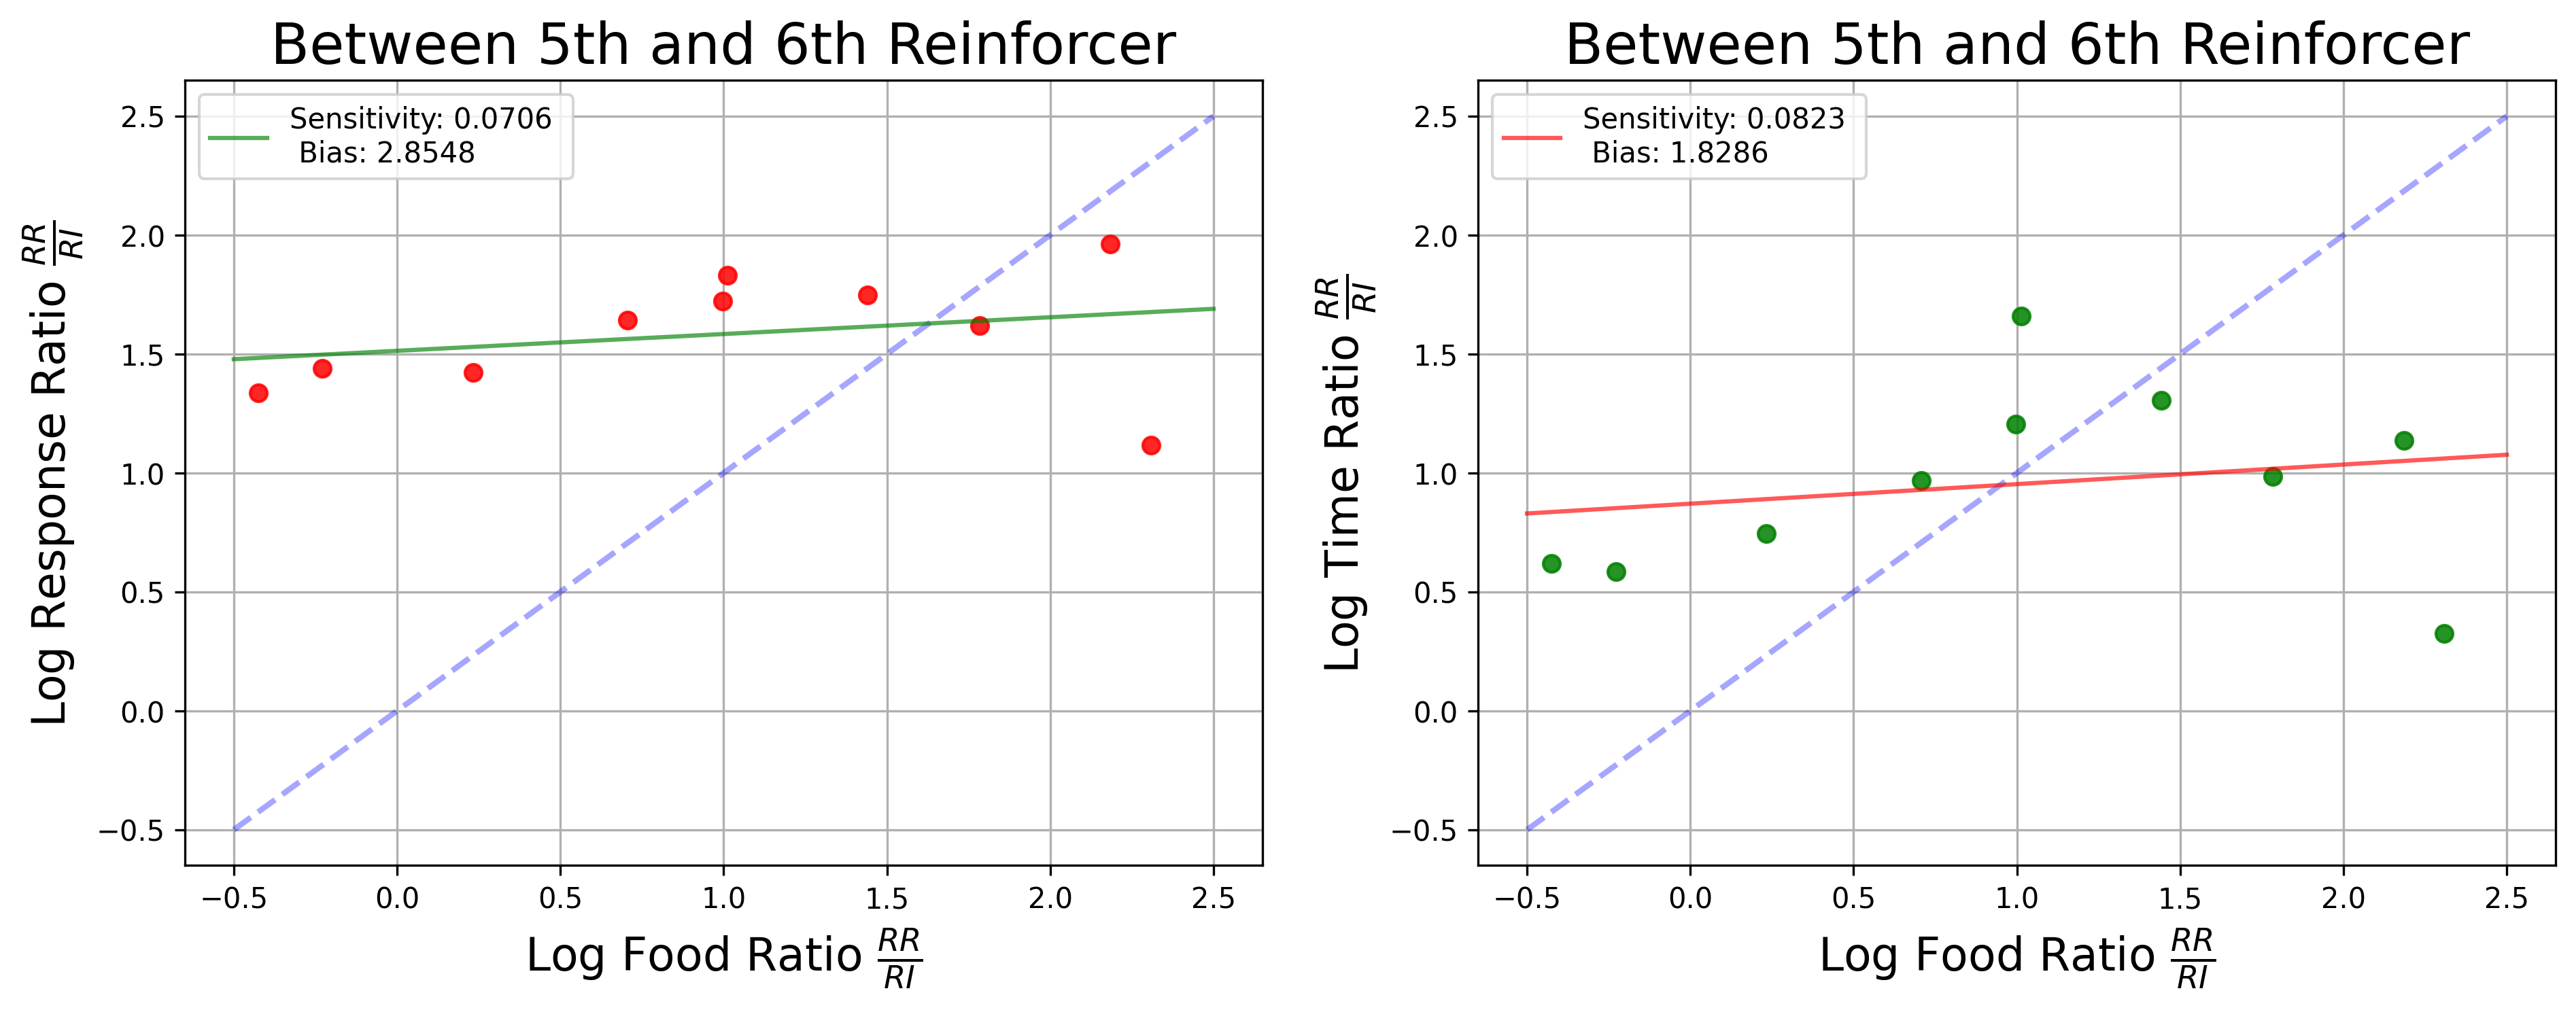 Between 5th and 6th Reinforcer
Sensitivity: 0.0706
Bias: 2.8548
2.5
2.0
1.5
1.0
0.5
0.0
−0.5
−0.5 0.0 0.5 1.0 1.5 2.0 2.5
Log Response Ratio RR/RI
Log Food Ratio RR/RI
Between 5th and 6th Reinforcer
Sensitivity: 0.0823
Bias: 1.8286
2.5
2.0
1.5
1.0
0.5
0.0
−0.5
−0.5 0.0 0.5 1.0 1.5 2.0 2.5
Log Time Ratio RR/RI
Log Food Ratio RR/RI